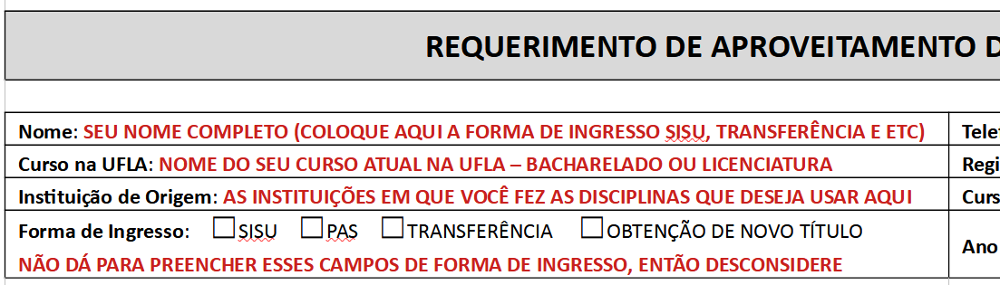 REQUERIMENTO DE APROVEITAMENTO
Nome: SEU NOME COMPLETO (COLOQUE AQUI A FORMA DE INGRESSO SISU, TRANSFERÊNCIA E ETC)
Curso na UFLA: NOME DO SEU CURSO ATUAL NA UFLA – BACHARELADO OU LICENCIATURA
Instituição de Origem: AS INSTITUIÇÕES EM QUE VOCÊ FEZ AS DISCIPLINAS QUE DESEJA USAR AQUI
Forma de Ingresso: ☐SISU ☐PAS ☐TRANSFERÊNCIA ☐OBTENÇÃO DE NOVO TÍTULO
Ano
NÃO DÁ PARA PREENCHER ESSES CAMPOS DE FORMA DE INGRESSO, ENTÃO DESCONSIDERE